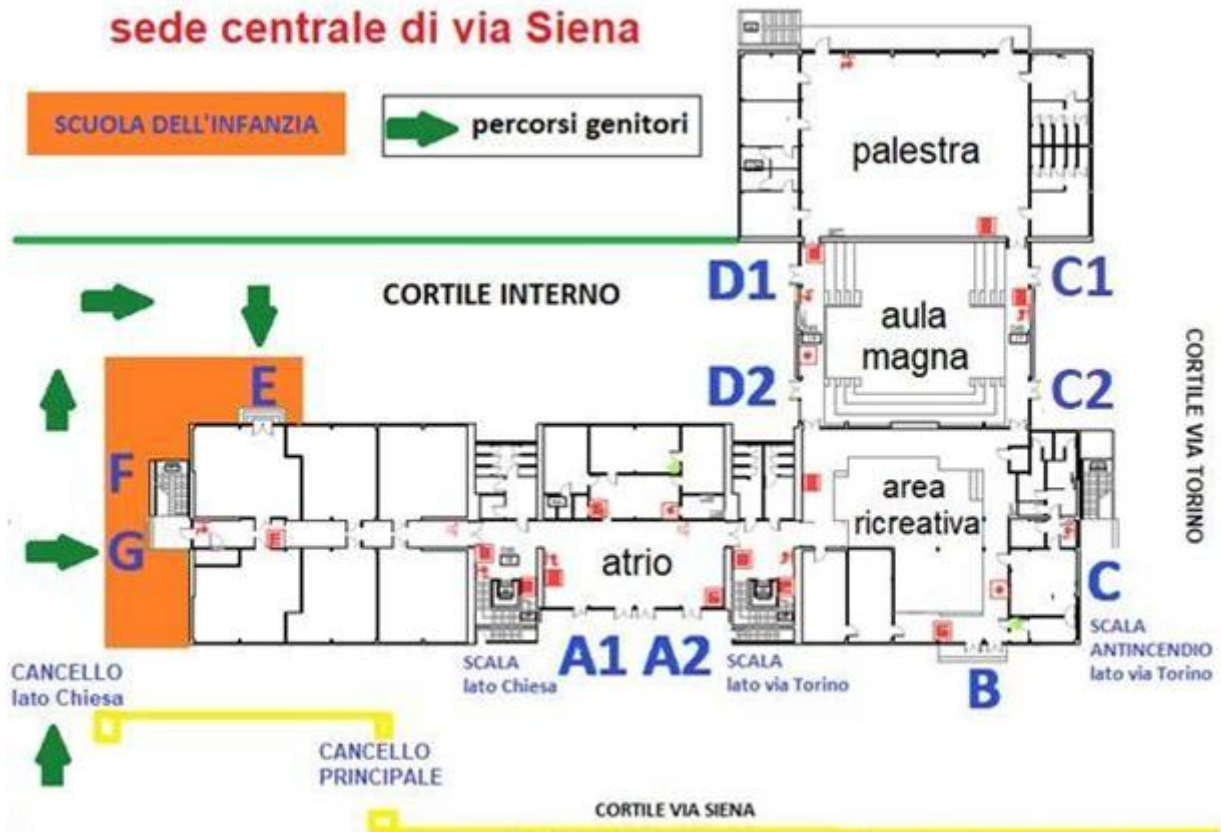 sede centrale di via Siena
SCUOLA DELL'INFANZIA
percorsi genitori
palestra
CORTILE INTERNO
D1
C1
aula
magna
D2
C2
CORTILE VIA TORINO
E
F
G
area
ricreativa
atrio
C
SCALA
ANTINCENDIO
lato via Torino
A1 A2
SCALA
lato Chiesa
SCALA
lato via Torino
B
CANCELLO
lato Chiesa
CANCELLO
PRINCIPALE
CORTILE VIA SIENA